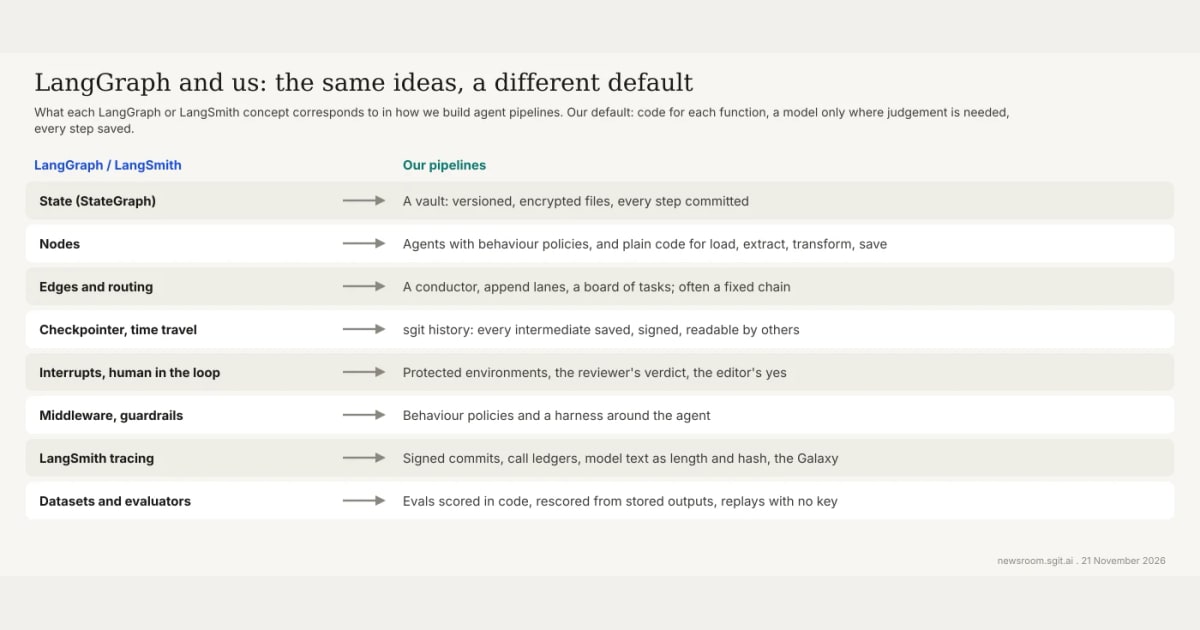 LangGraph and us: the same ideas, a different default
What each LangGraph or LangSmith concept corresponds to in how we build agent pipelines. Our default: code for each function, a model only where judgement is needed,
every step saved.
LangGraph / LangSmith
Our pipelines
State (StateGraph)
A vault: versioned, encrypted files, every step committed
Nodes
Agents with behaviour policies, and plain code for load, extract, transform, save
Edges and routing
A conductor, append lanes, a board of tasks; often a fixed chain
Checkpointer, time travel
sgit history: every intermediate saved, signed, readable by others
Interrupts, human in the loop
Protected environments, the reviewer's verdict, the editor's yes
Middleware, guardrails
Behaviour policies and a harness around the agent
LangSmith tracing
Signed commits, call ledgers, model text as length and hash, the Galaxy
Datasets and evaluators
Evals scored in code, rescored from stored outputs, replays with no key
newsroom.sgit.ai . 21 November 2026